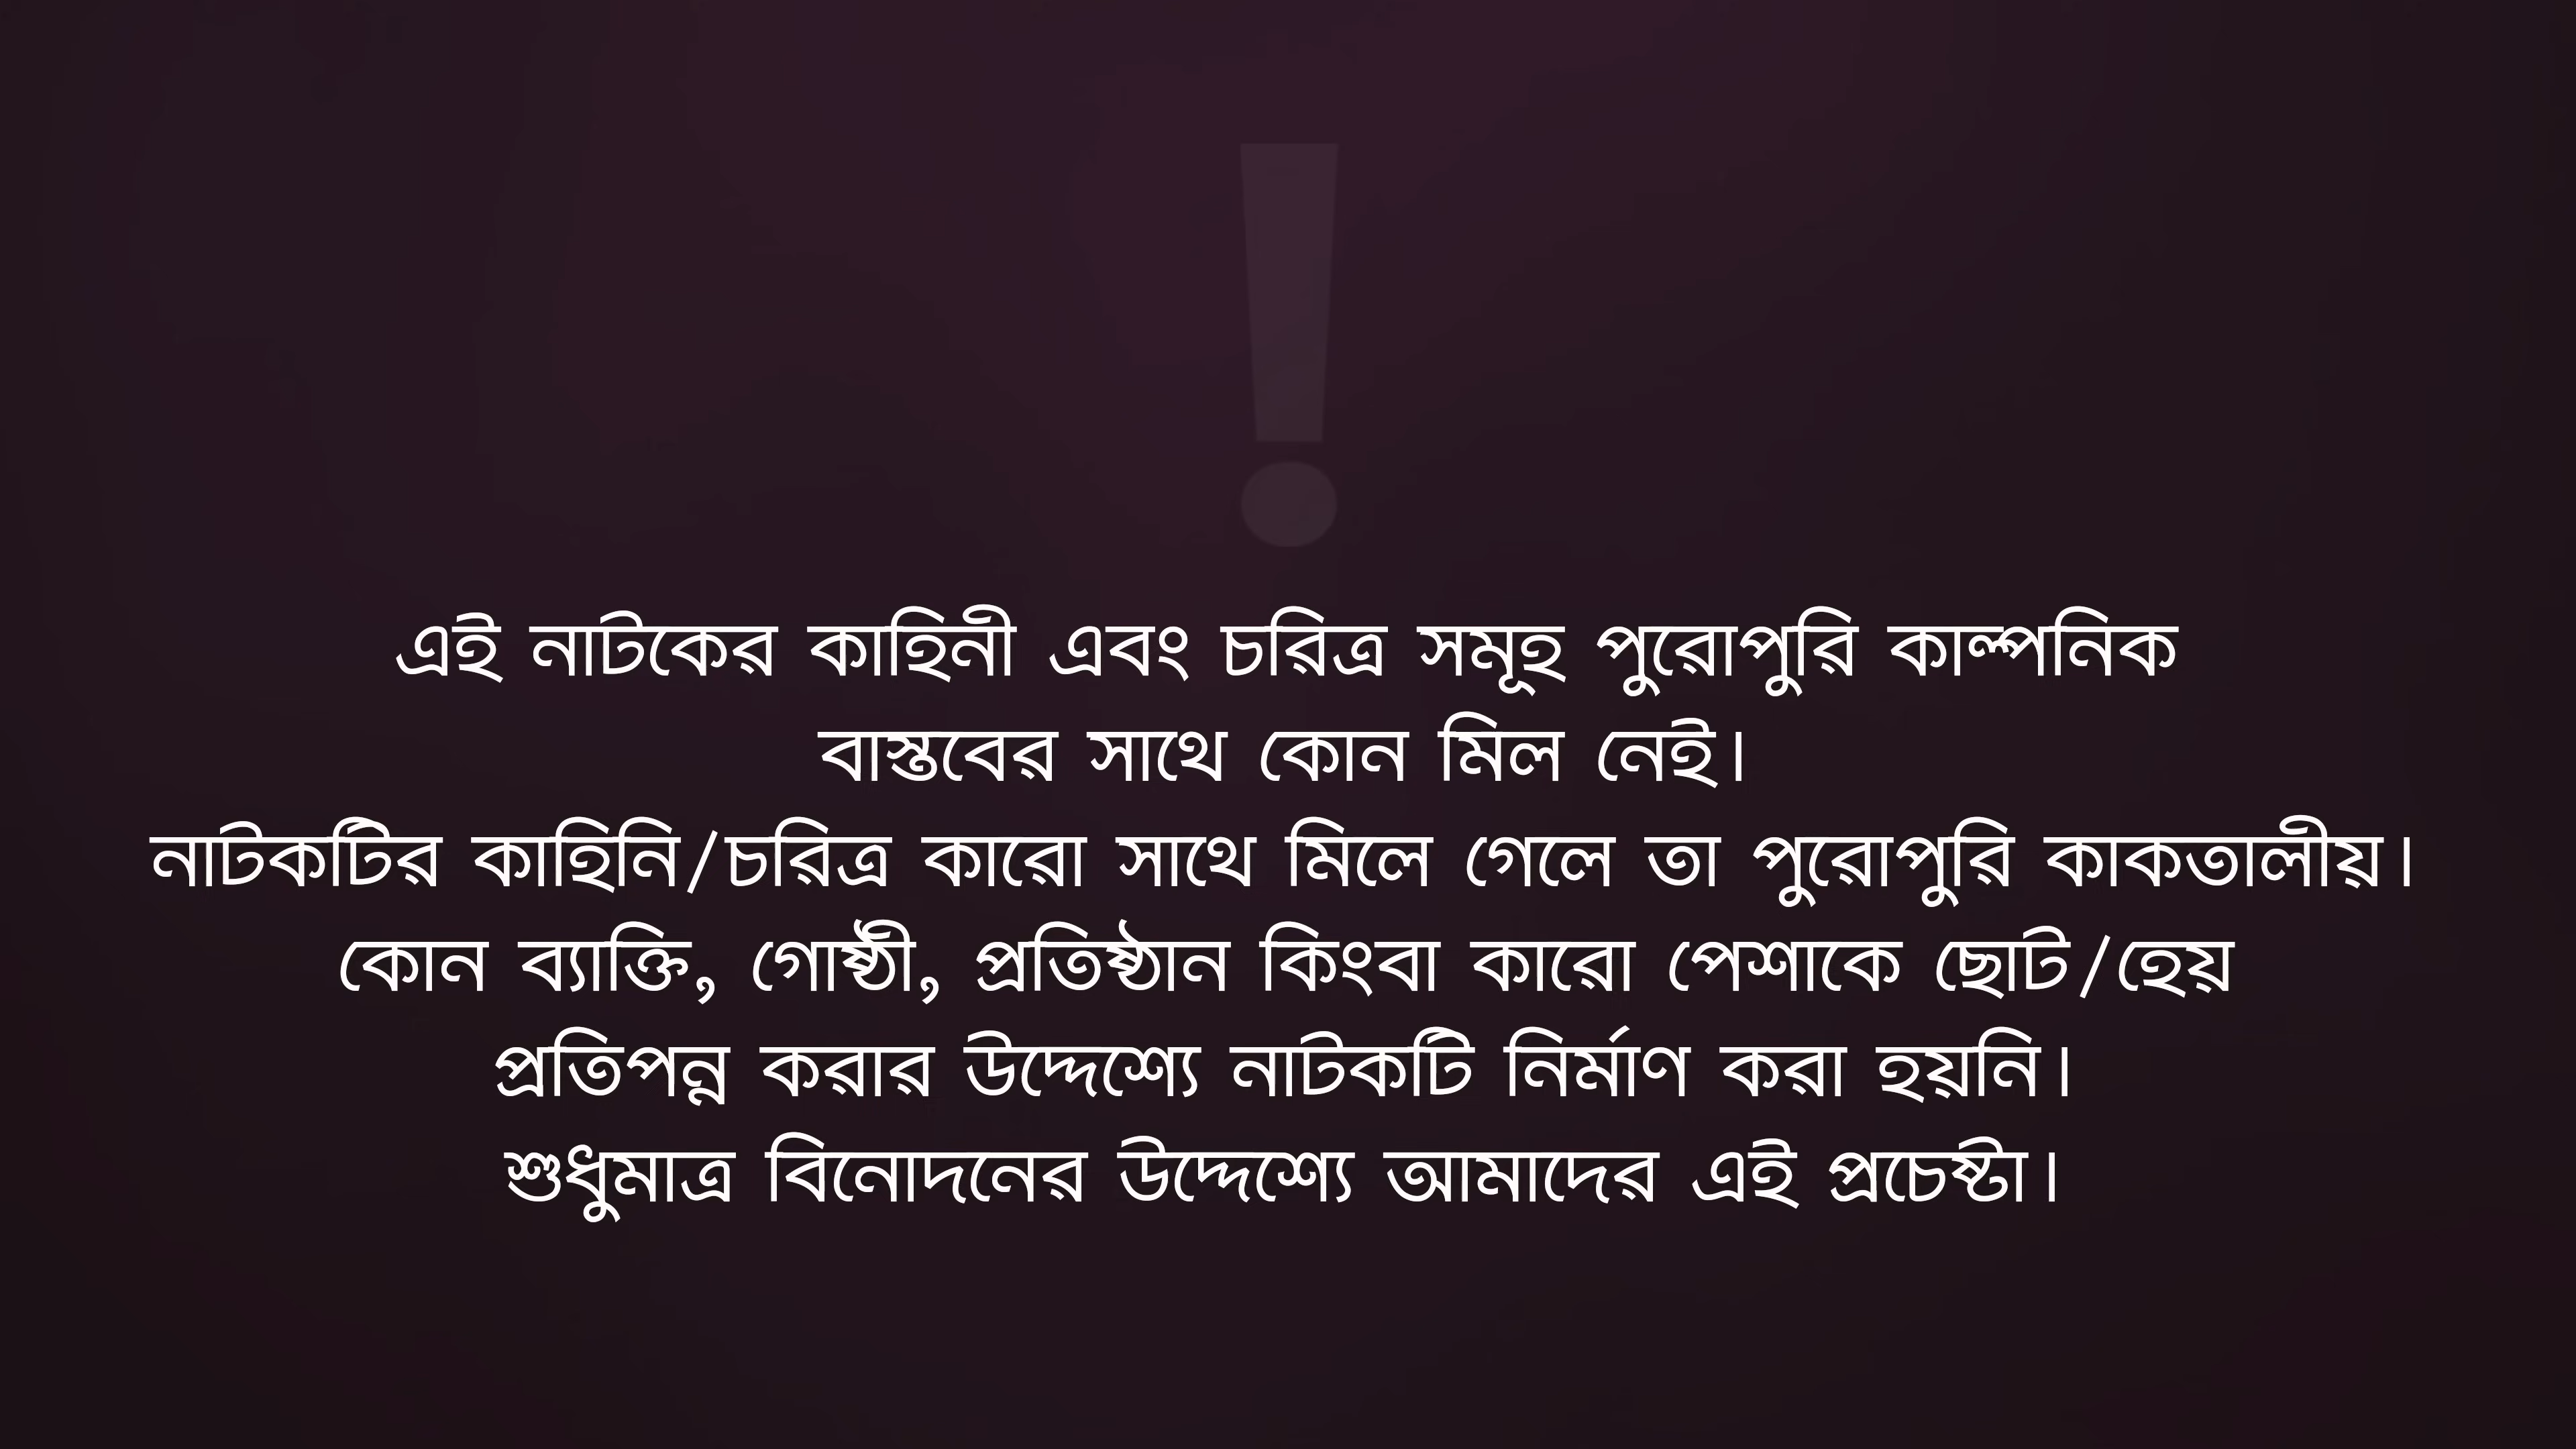 এই নাটকের কাহিনী এবং চরিত্র সমূহ পুরোপুরি কাল্পনিক
বাস্তবের সাথে কোন মিল নেই।
নাটকটির কাহিনি/চরিত্র কারো সাথে মিলে গেলে তা পুরোপুরি কাকতালীয়।
কোন ব্যাক্তি, গোষ্ঠী, প্রতিষ্ঠান কিংবা কারো পেশাকে ছোট/হেয়
প্রতিপন্ন করার উদ্দেশ্যে নাটকটি নির্মাণ করা হয়নি।
শুধুমাত্র বিনোদনের উদ্দেশ্যে আমাদের এই প্রচেষ্টা।